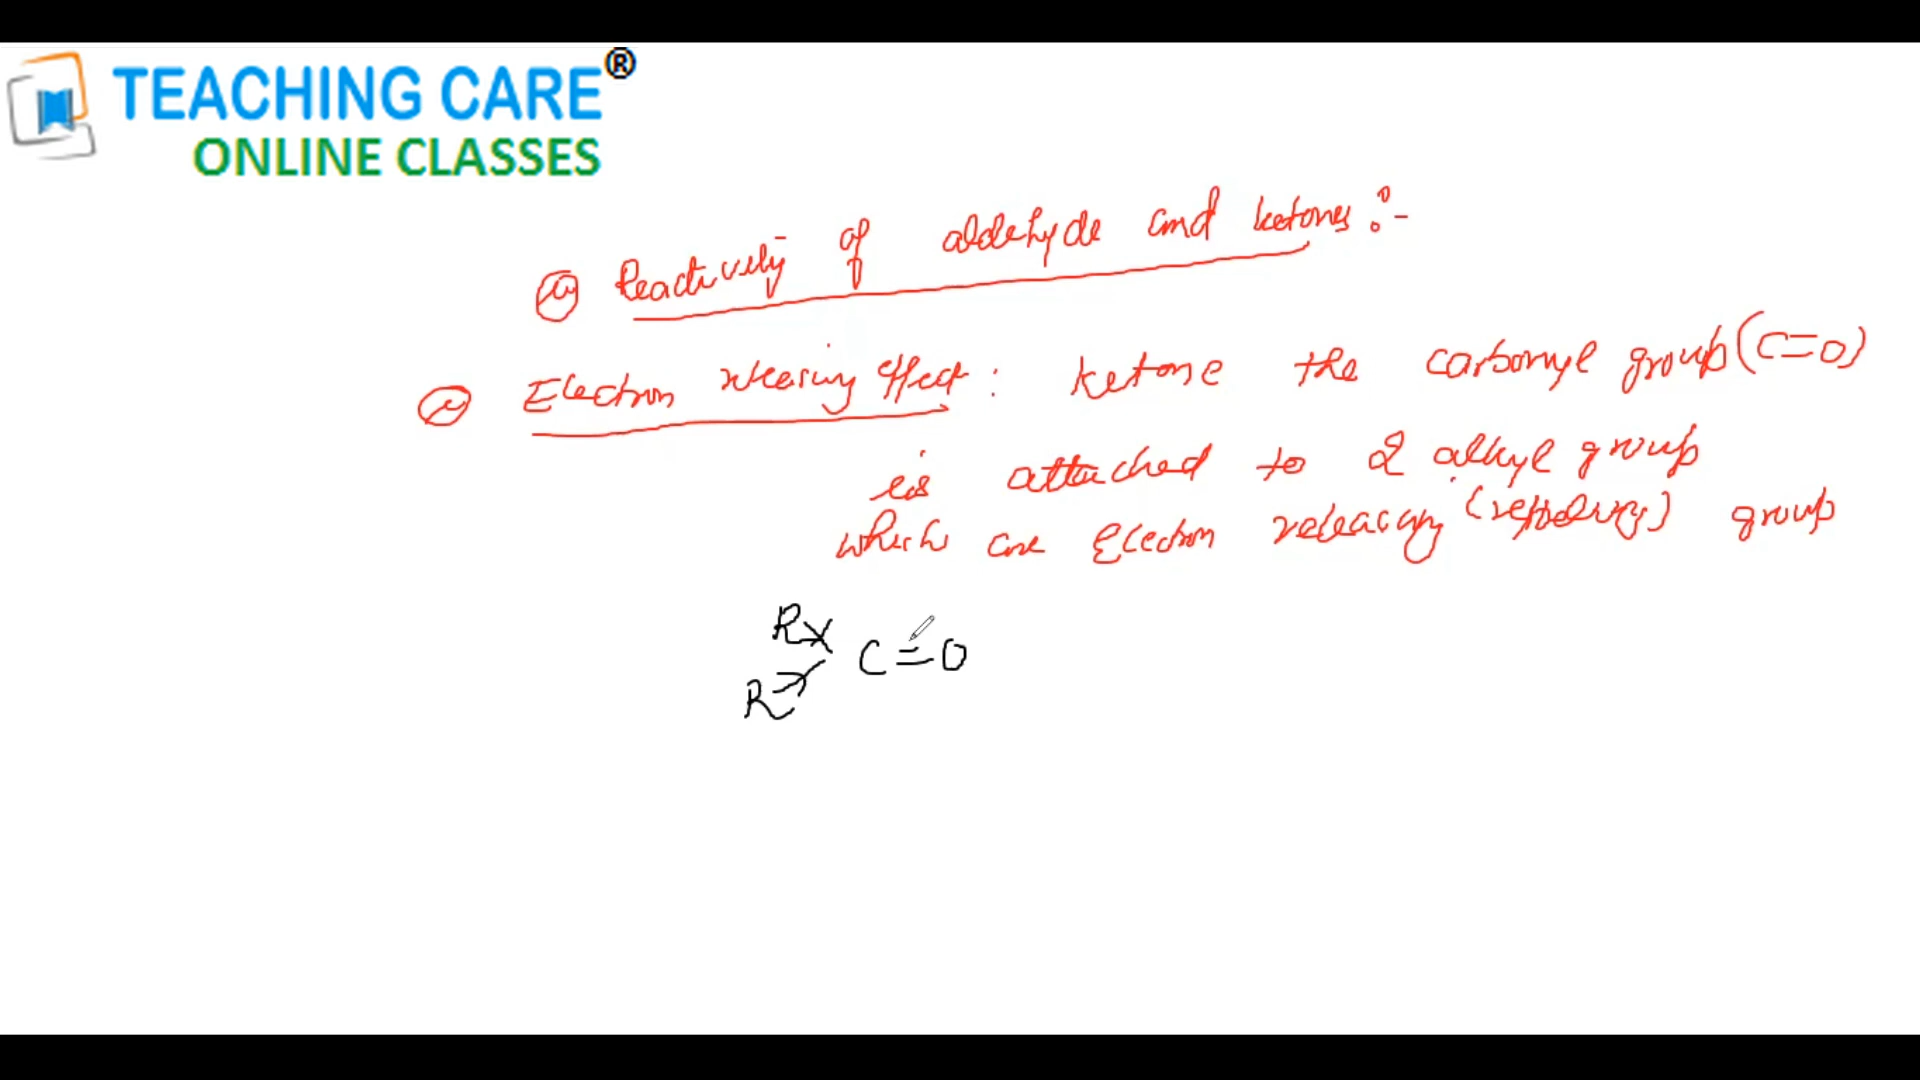 TEACHING CARE®
ONLINE CLASSES
Reactivity of aldehyde and ketones :-
Electron releasing effect : ketone the carbonyl group (C=O)
is attached to 2 alkyl group
which are Electron releasing (repelling) group
R
C=O
R